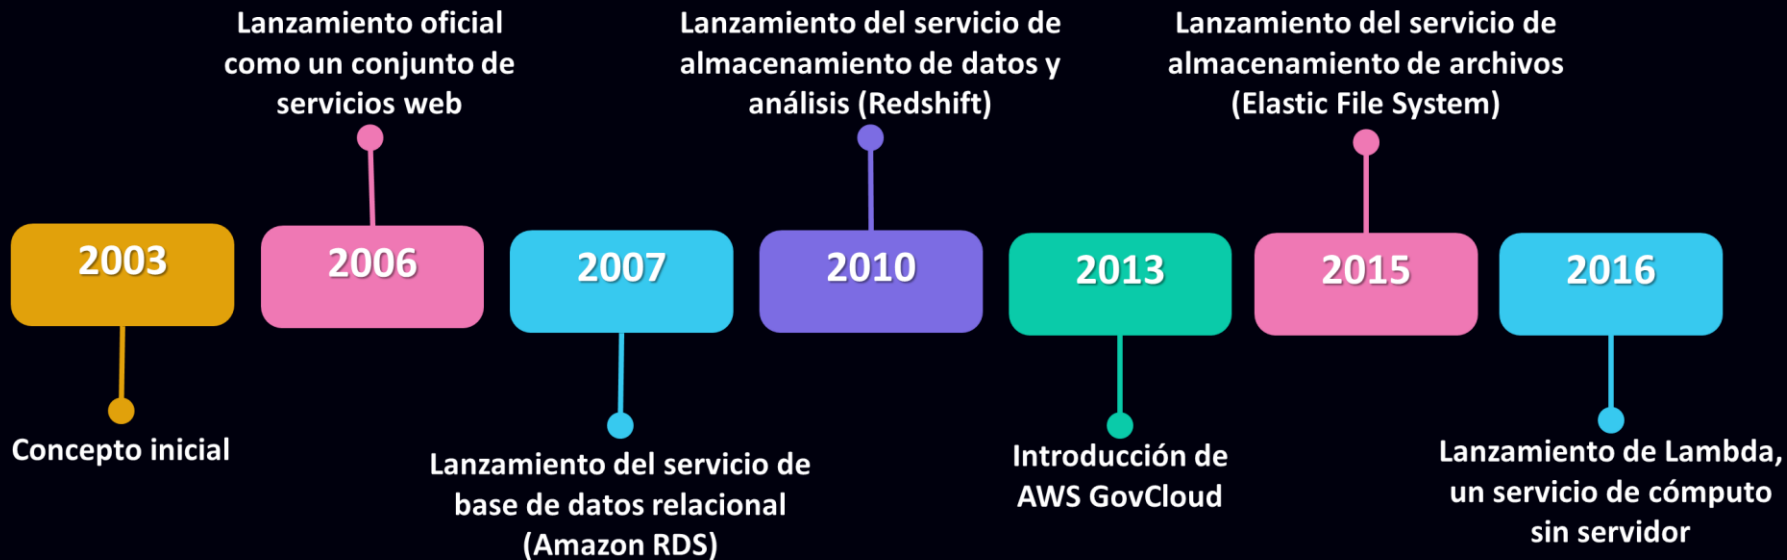 Lanzamiento oficial
como un conjunto de
servicios web
Lanzamiento del servicio de
almacenamiento de datos y
análisis (Redshift)
Lanzamiento del servicio de
almacenamiento de archivos
(Elastic File System)
2003
2006
2007
2010
2013
2015
2016
Concepto inicial
Lanzamiento del servicio de
base de datos relacional
(Amazon RDS)
Introducción de
AWS GovCloud
Lanzamiento de Lambda,
un servicio de cómputo
sin servidor